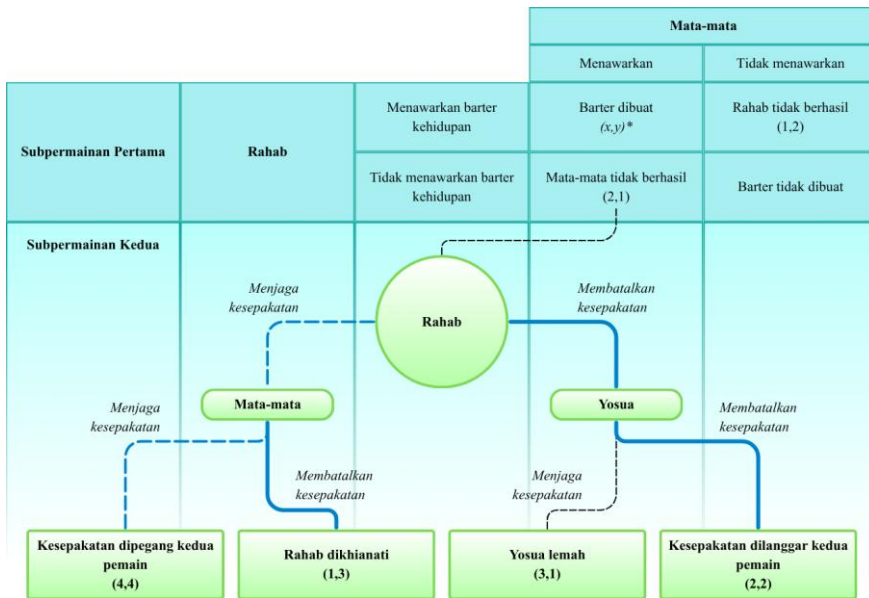 Mata-mata
Menawarkan
Tidak menawarkan
Subpermainan Pertama
Rahab
Menawarkan barter
kehidupan
Barter dibuat
(x,y)*
Rahab tidak berhasil
(1,2)
Tidak menawarkan barter
kehidupan
Mata-mata tidak berhasil
(2,1)
Barter tidak dibuat
Subpermainan Kedua
Menjaga
kesepakatan
Rahab
Membatalkan
kesepakatan
Menjaga
kesepakatan
Mata-mata
Yosua
Membatalkan
kesepakatan
Membatalkan
kesepakatan
Menjaga
kesepakatan
Kesepakatan dipegang kedua
pemain
(4,4)
Rahab dikhianati
(1,3)
Yosua lemah
(3,1)
Kesepakatan dilanggar kedua
pemain
(2,2)